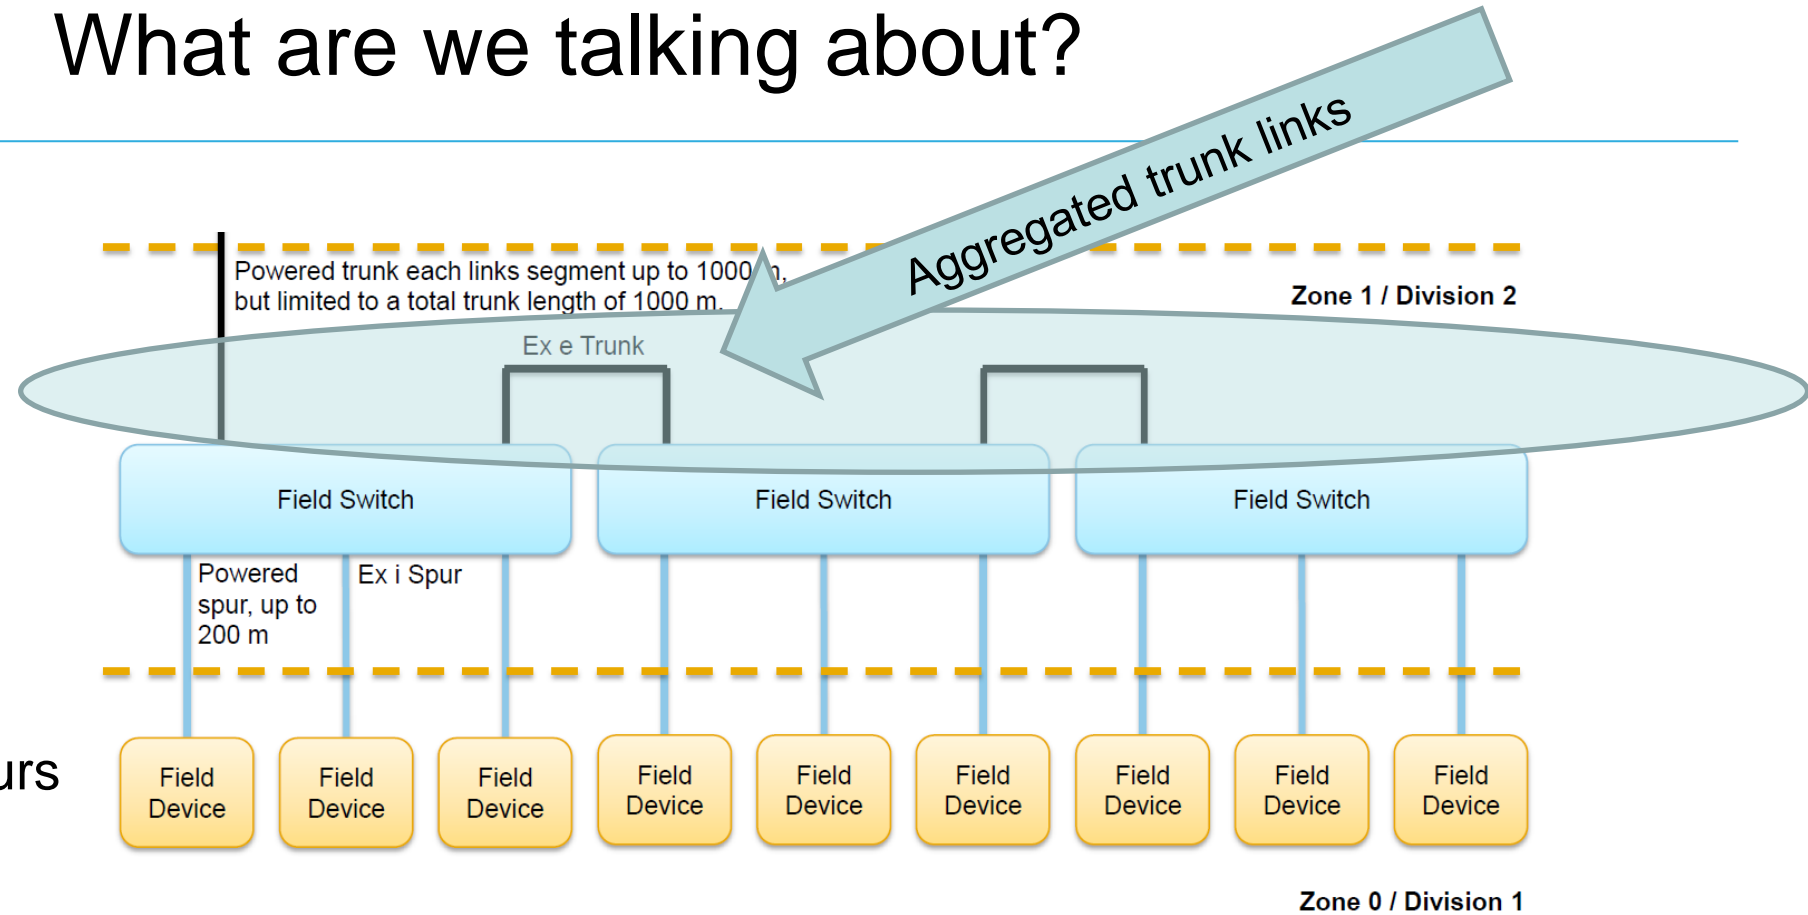 What are we talking about?
Aggregated trunk links
Powered trunk each links segment up to 1000 m,
but limited to a total trunk length of 1000 m.
Zone 1 / Division 2
Ex e Trunk
Field Switch
Field Switch
Field Switch
Powered
spur, up to
200 m
Ex i Spur
urs
Field
Device
Field
Device
Field
Device
Field
Device
Field
Device
Field
Device
Field
Device
Field
Device
Field
Device
Zone 0 / Division 1